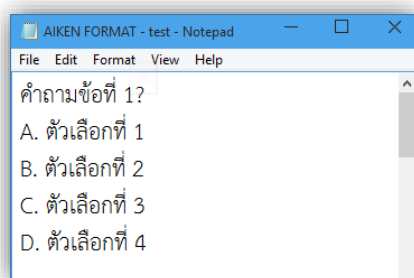 AIKEN FORMAT - test - Notepad
File Edit Format View Help
คำถามข้อที่ 1?
A. ตัวเลือกที่ 1
B. ตัวเลือกที่ 2
C. ตัวเลือกที่ 3
D. ตัวเลือกที่ 4